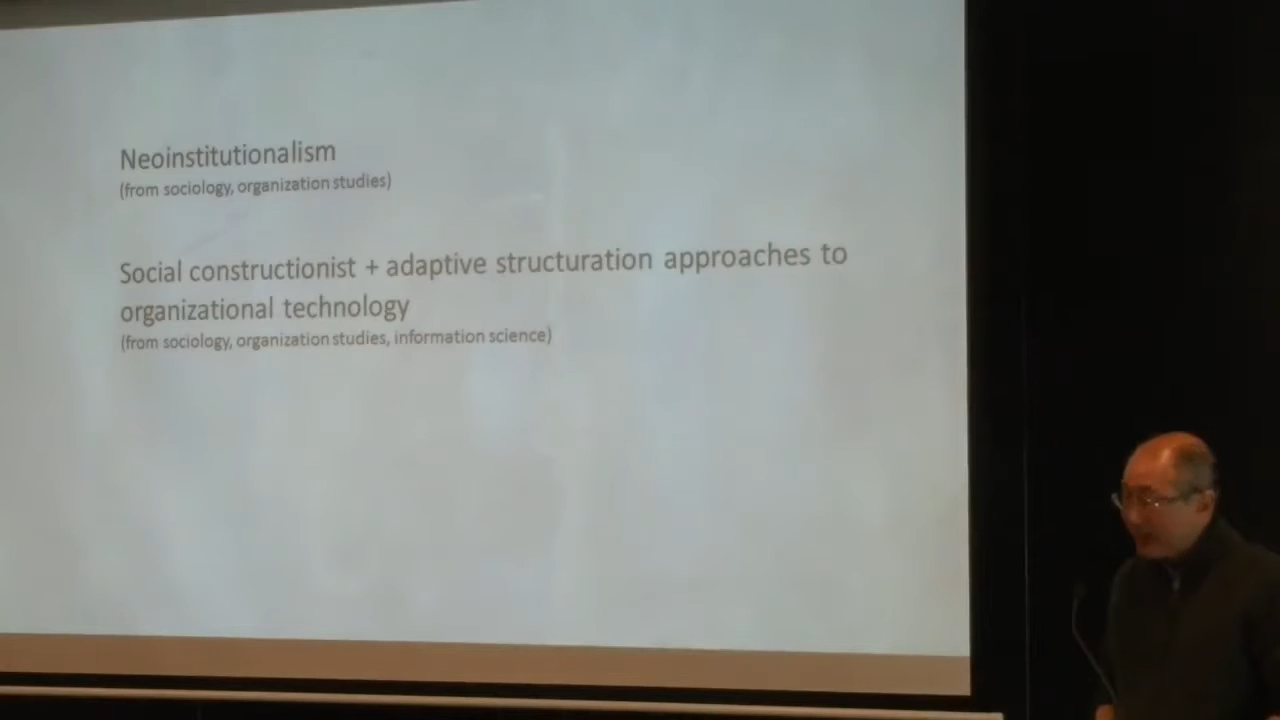 Neoinstitutionalism
(from sociology, organization studies)
Social constructionist + adaptive structuration approaches to
organizational technology
(from sociology, organization studies, information science)